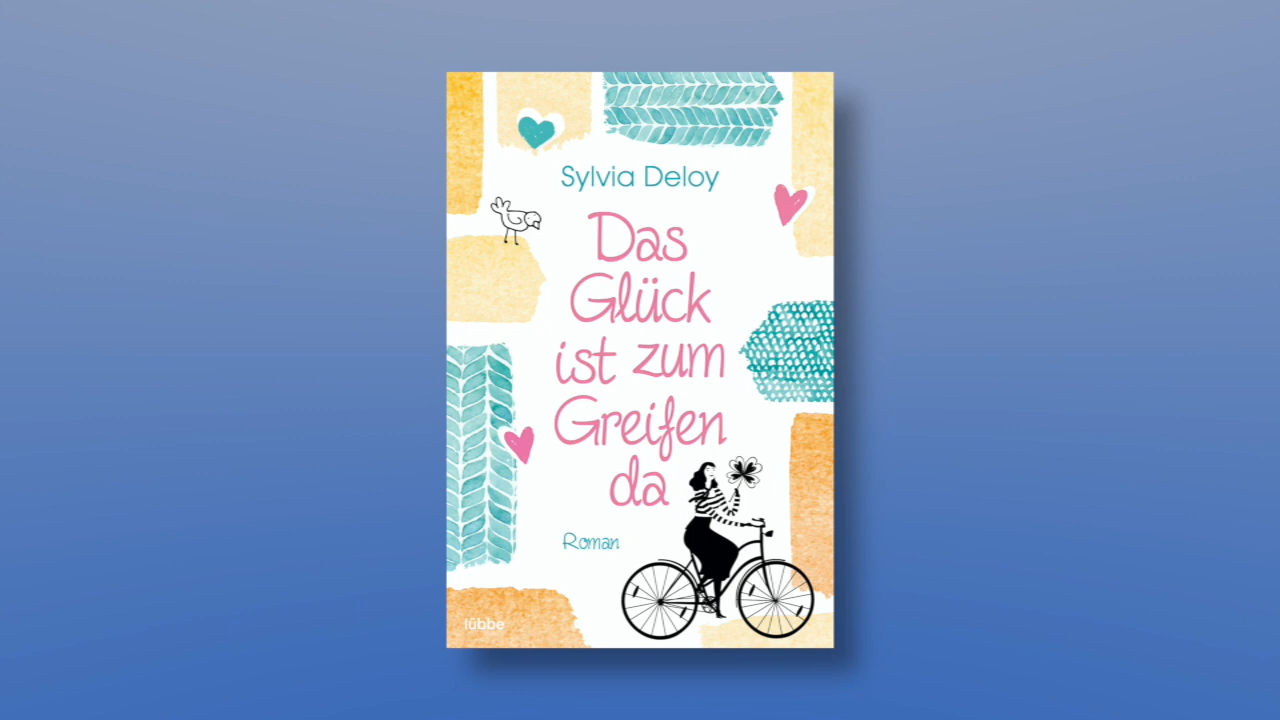 Sylvia Deloy
Das
Glück
ist zum
Greifen
da
Roman
lübbe